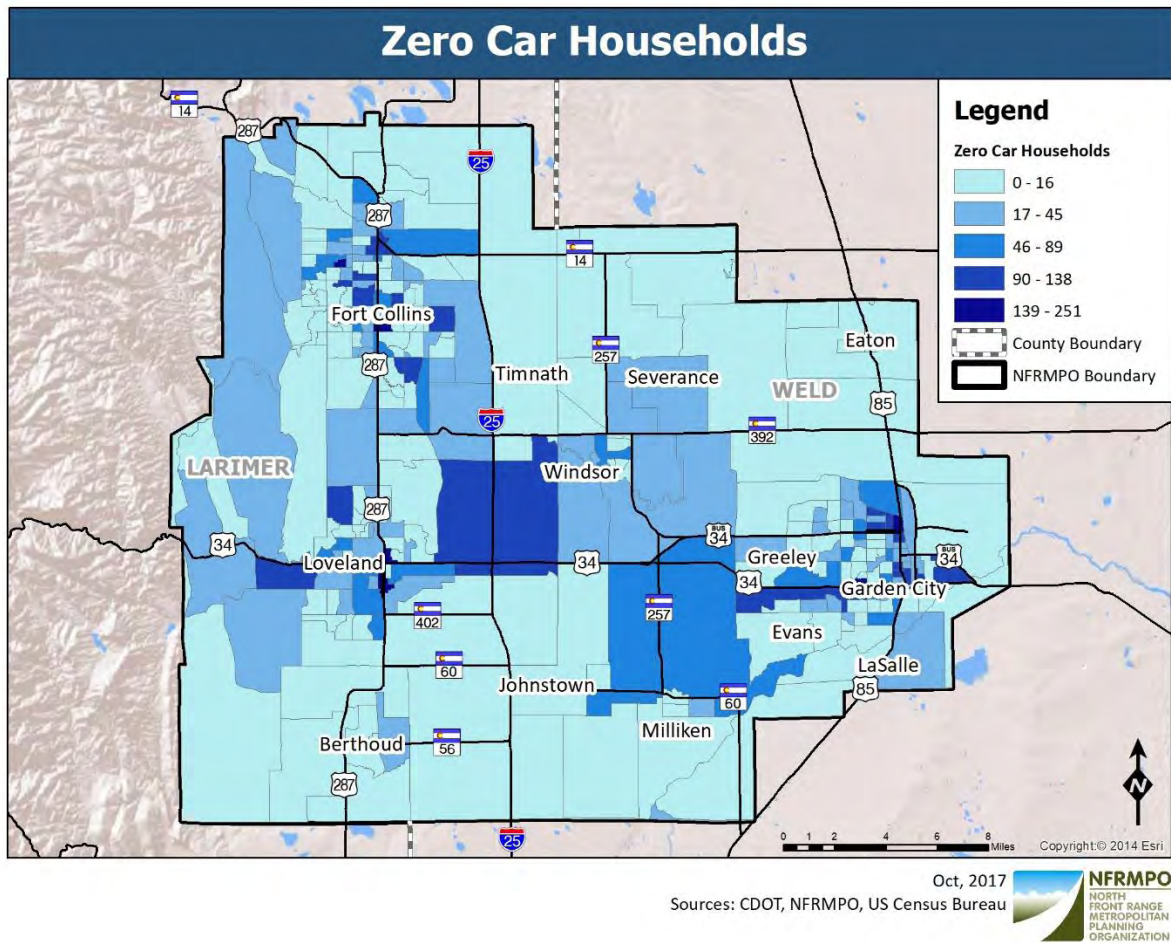 Zero Car Households
Legend
Zero Car Households
0 - 16
17 - 45
46 - 89
90 - 138
139 - 251
County Boundary
NFRMPO Boundary
14
287
25
287
14
Fort Collins
257
Eaton
287
Timnath
Severance
WELD
85
25
392
LARIMER
Windsor
287
34
BUS
34
Loveland
34
Greeley
BUS
34
34
Garden City
402
257
Evans
60
LaSalle
Johnstown
60
85
Milliken
Berthoud
56
287
25
N
0 1 2 4 6 8
Miles
Copyright:© 2014 Esri
Oct, 2017
Sources: CDOT, NFRMPO, US Census Bureau
NFRMPO
NORTH
FRONT RANGE
METROPOLITAN
PLANNING
ORGANIZATION